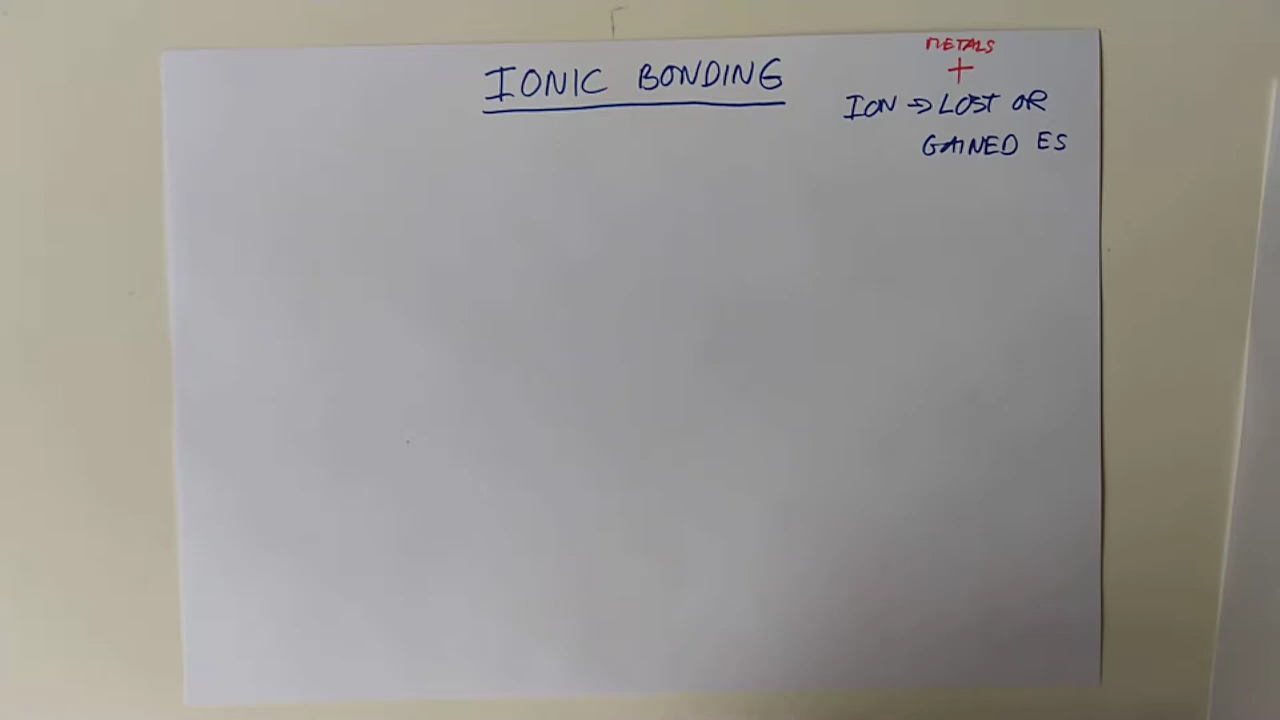 IONIC BONDING
METALS
+
ION ⇒ LOST OR
GAINED ES